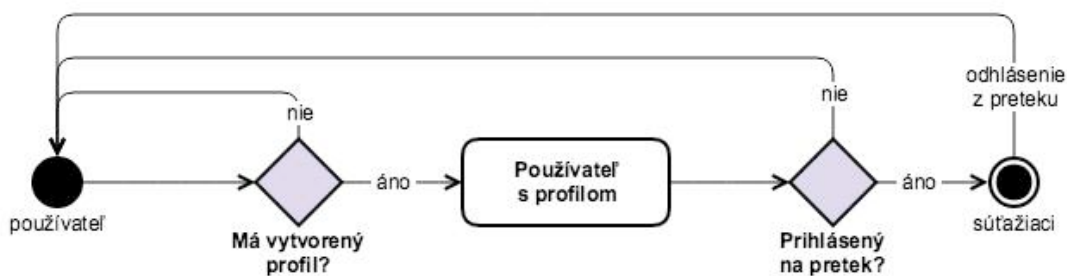 odhlásenie
z preteku
nie
nie
používateľ
Má vytvorený
profil?
áno
Používateľ
s profilom
Prihlásený
na pretek?
áno
súťažiaci